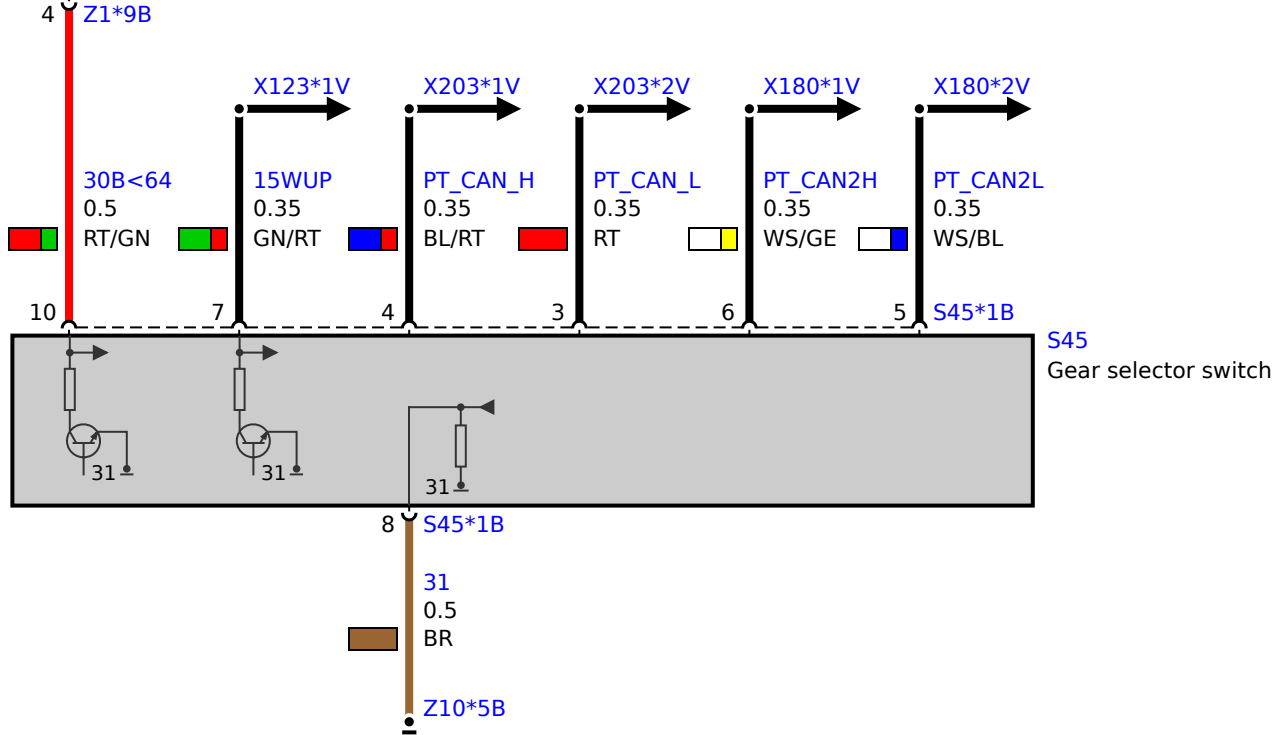 4 Z1*9B
X123*1V X203*1V X203*2V X180*1V X180*2V
30B<64 15WUP PT_CAN_H PT_CAN_L PT_CAN2H PT_CAN2L
0.5 0.35 0.35 0.35 0.35 0.35
RT/GN GN/RT BL/RT RT WS/GE WS/BL
10 7 4 3 6 5 S45*1B
S45
Gear selector switch
31 31 31
8 S45*1B
31
0.5
BR
Z10*5B